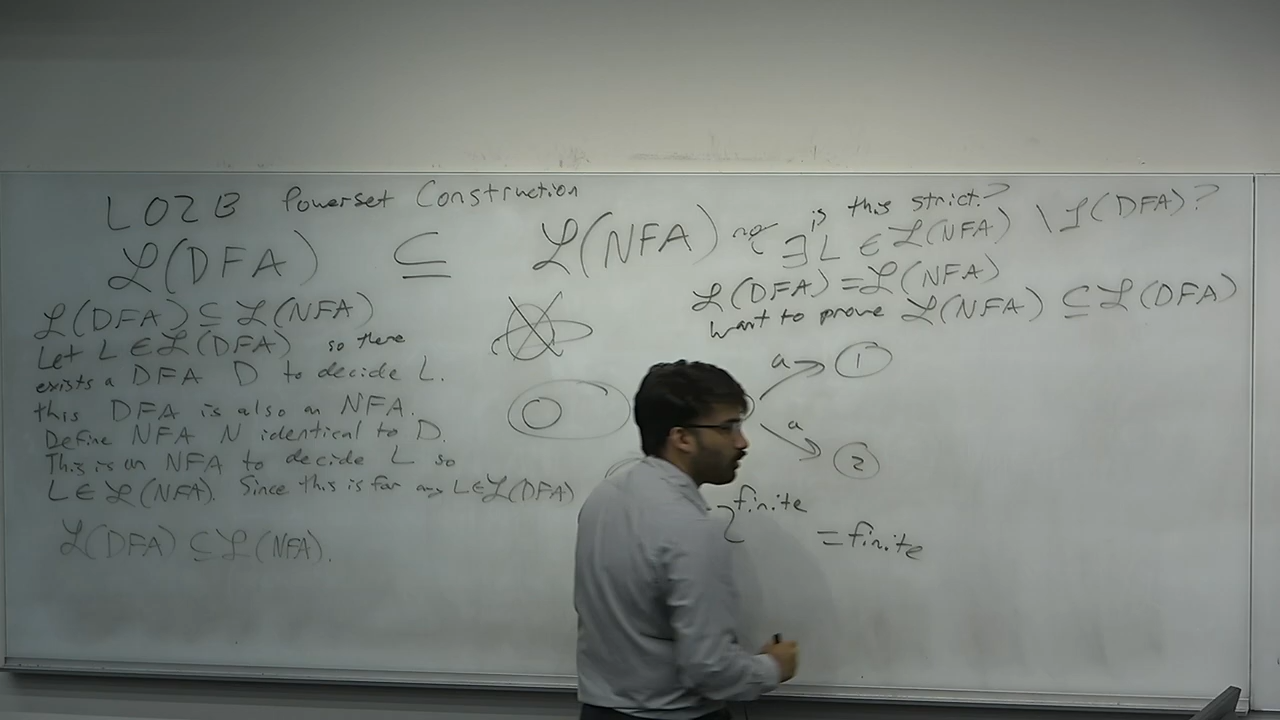 L02B Powerset Construction
ℒ(DFA) ⊆ ℒ(NFA)
is this strict?
∃L ∈ ℒ(NFA) \ ℒ(DFA)?
ℒ(DFA) ⊆ ℒ(NFA)
Let L ∈ ℒ(DFA) so there
exists a DFA D to decide L.
this DFA is also an NFA.
Define NFA N identical to D.
This is an NFA to decide L so
L ∈ ℒ(NFA). Since this is for any L∈ℒ(DFA)
ℒ(DFA) ⊆ ℒ(NFA).
ℒ(DFA) = ℒ(NFA)
want to prove ℒ(NFA) ⊆ ℒ(DFA)
a 1
a 2
finite
= finite